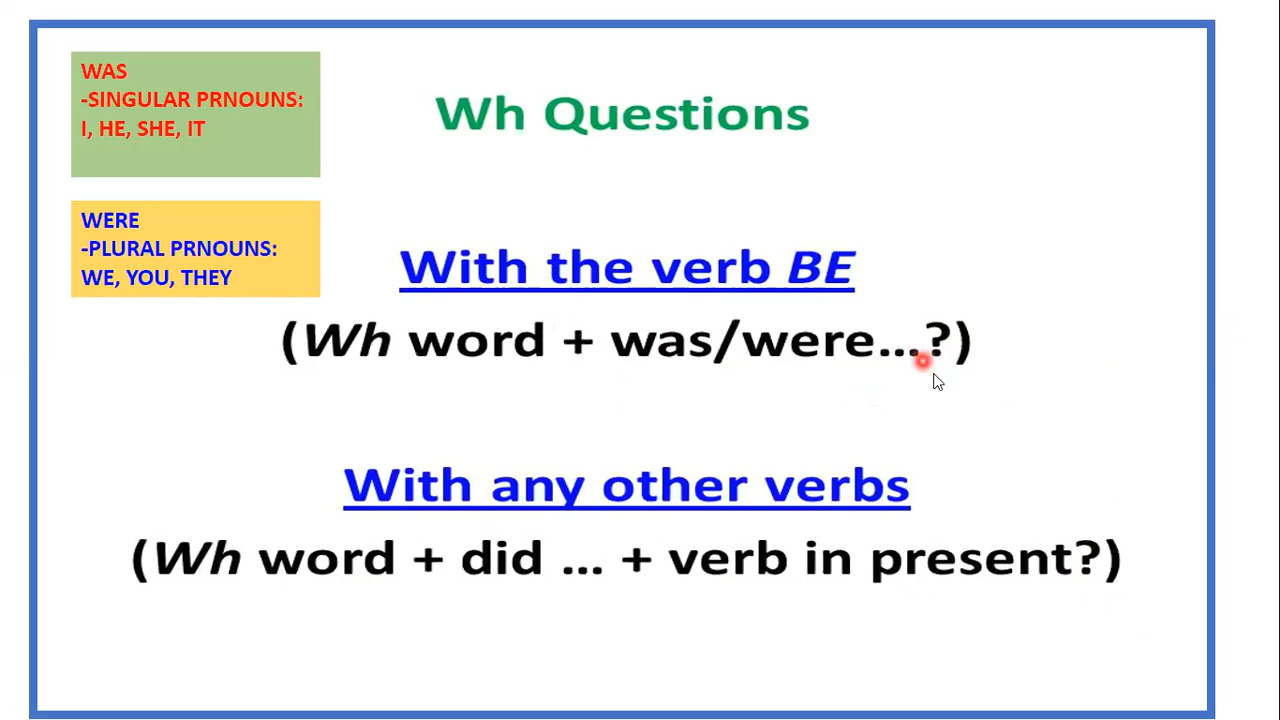 WAS
-SINGULAR PRNOUNS:
I, HE, SHE, IT
WERE
-PLURAL PRNOUNS:
WE, YOU, THEY
Wh Questions
With the verb BE
(Wh word + was/were...?)
With any other verbs
(Wh word + did ... + verb in present?)